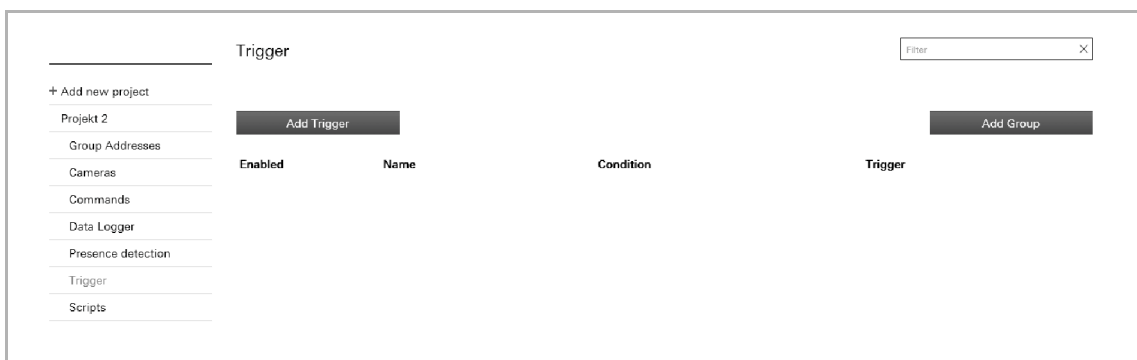 Trigger
Filter
+ Add new project
Projekt 2
Group Addresses
Cameras
Commands
Data Logger
Presence detection
Trigger
Scripts
Add Trigger Add Group
Enabled Name Condition Trigger